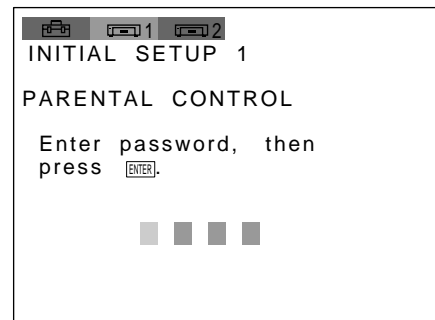 1 2
INITIAL SETUP 1
PARENTAL CONTROL
Enter password, then
press ENTER.